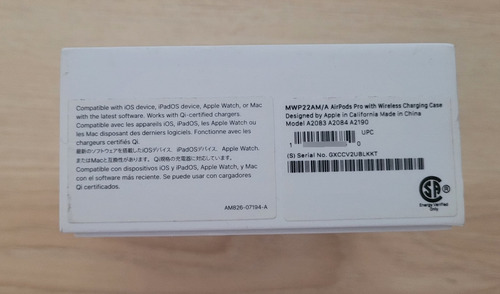 Compatible with iOS device, iPadOS device, Apple Watch, or Mac
with the latest software. Works with Qi-certified chargers.
Compatible avec les appareils iOS, iPadOS, les Apple Watch ou
les Mac disposant des derniers logiciels. Fonctionne avec les
chargeurs certifiés Qi.
最新のソフトウェアを搭載したiOSデバイス、iPadOSデバイス、Apple Watch、
またはMacと互換性があります。Qi規格の充電器に対応しています。
Compatible con dispositivos iOS y iPadOS, Apple Watch, y Mac
con el software más reciente. Se puede usar con cargadores
Qi certificados.
AM826-07194-A
MWP22AM/A AirPods Pro with Wireless Charging Case
Designed by Apple in California Made in China
Model A2083 A2084 A2190
UPC
1 0
(S) Serial No. GXCCV2U8LKKT
SA
Energy Verified
Only